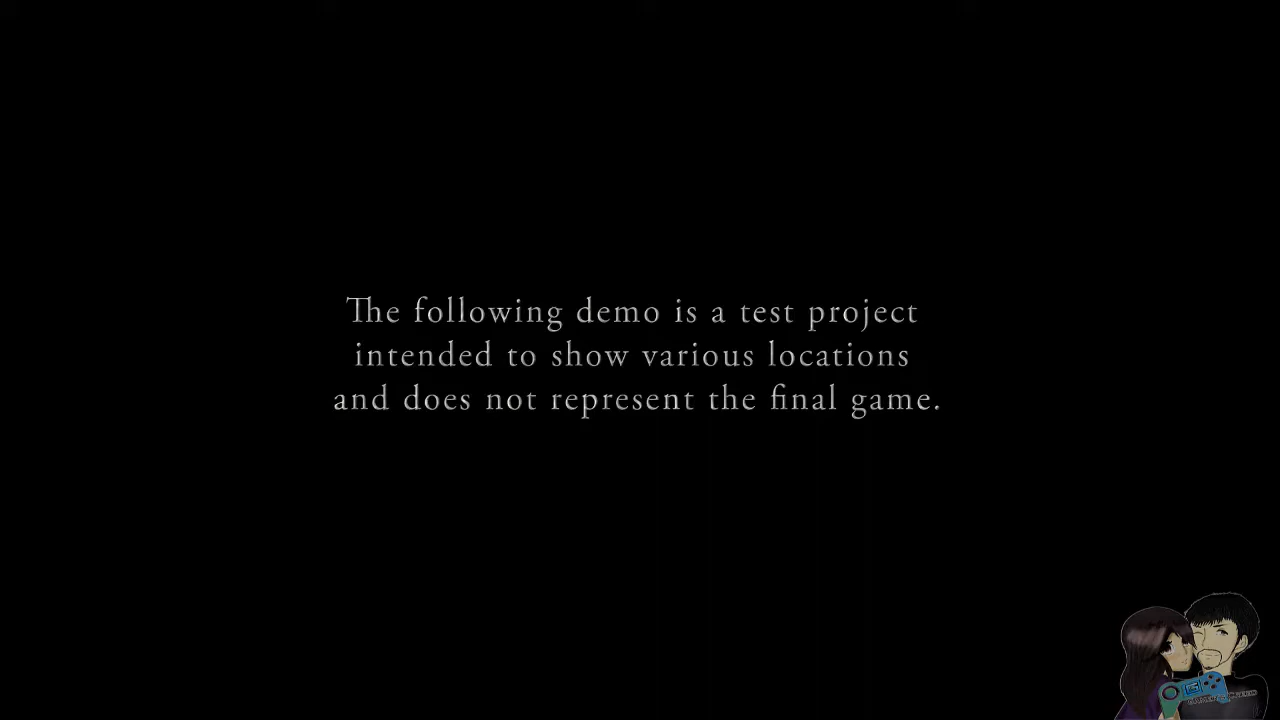 The following demo is a test project
intended to show various locations
and does not represent the final game.